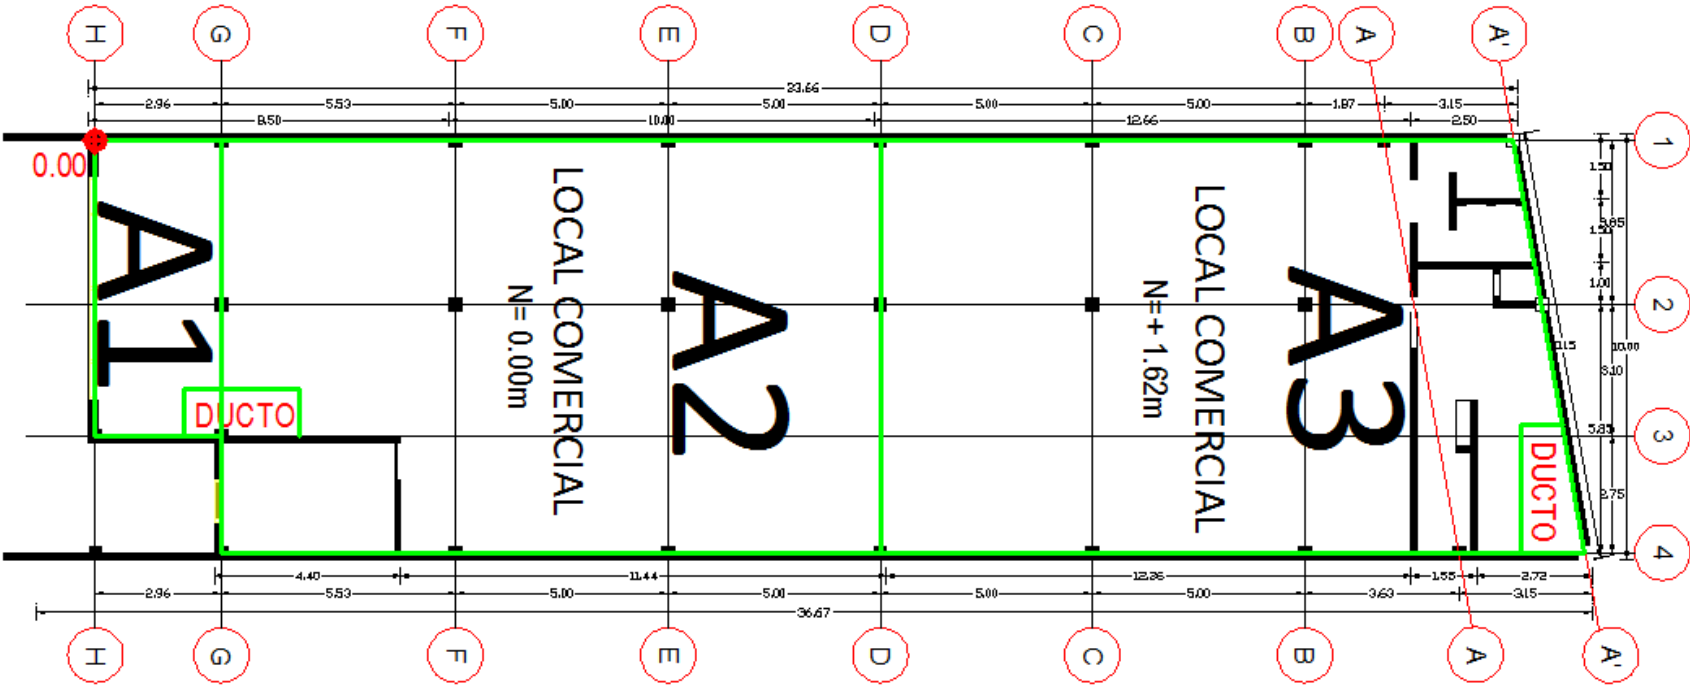 H G F E D C B A A'
23.66
2.96 5.53 5.00 5.00 5.00 5.00 1.87 3.15
8.50 10.00 12.66 2.50
0.00
A1
LOCAL COMERCIAL
N= 0.00m
A2
LOCAL COMERCIAL
N=+ 1.62m
A3
DUCTO
DUCTO
1
2
3
4
1.50
1.50
1.00
10.00
3.10
2.75
4.40 11.44 12.36 1.55 2.72
2.96 5.53 5.00 5.00 5.00 5.00 3.63 3.15
36.67
H G F E D C B A A'